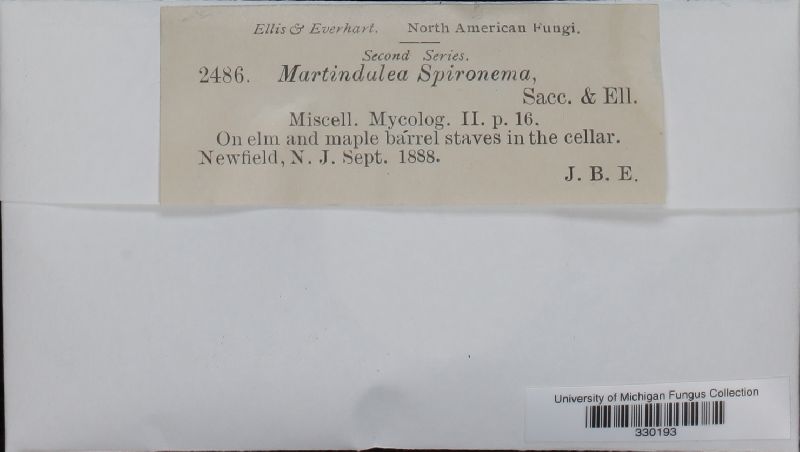 Ellis & Everhart. North American Fungi.
Second Series.
2486. Martindalea Spironema,
Sacc. & Ell.
Miscell. Mycolog. II. p. 16.
On elm and maple barrel staves in the cellar.
Newfield, N. J. Sept. 1888.
J. B. E.
University of Michigan Fungus Collection
330193